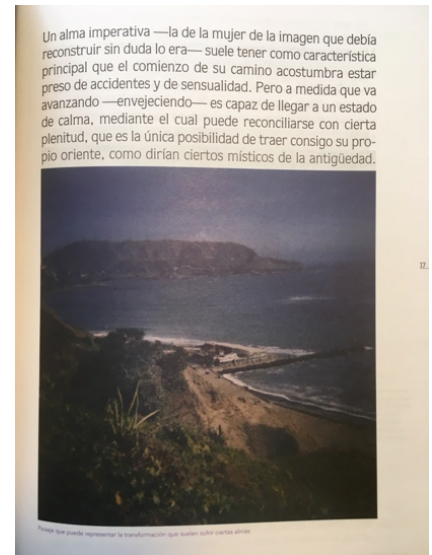 Un alma imperativa —la de la mujer de la imagen que debía
reconstruir sin duda lo era— suele tener como característica
principal que el comienzo de su camino acostumbra estar
preso de accidentes y de sensualidad. Pero a medida que va
avanzando —envejeciendo— es capaz de llegar a un estado
de calma, mediante el cual puede reconciliarse con cierta
plenitud, que es la única posibilidad de traer consigo su pro-
pio oriente, como dirían ciertos místicos de la antigüedad.
17.
Paisaje que puede representar la transformación que suelen sufrir ciertas almas.